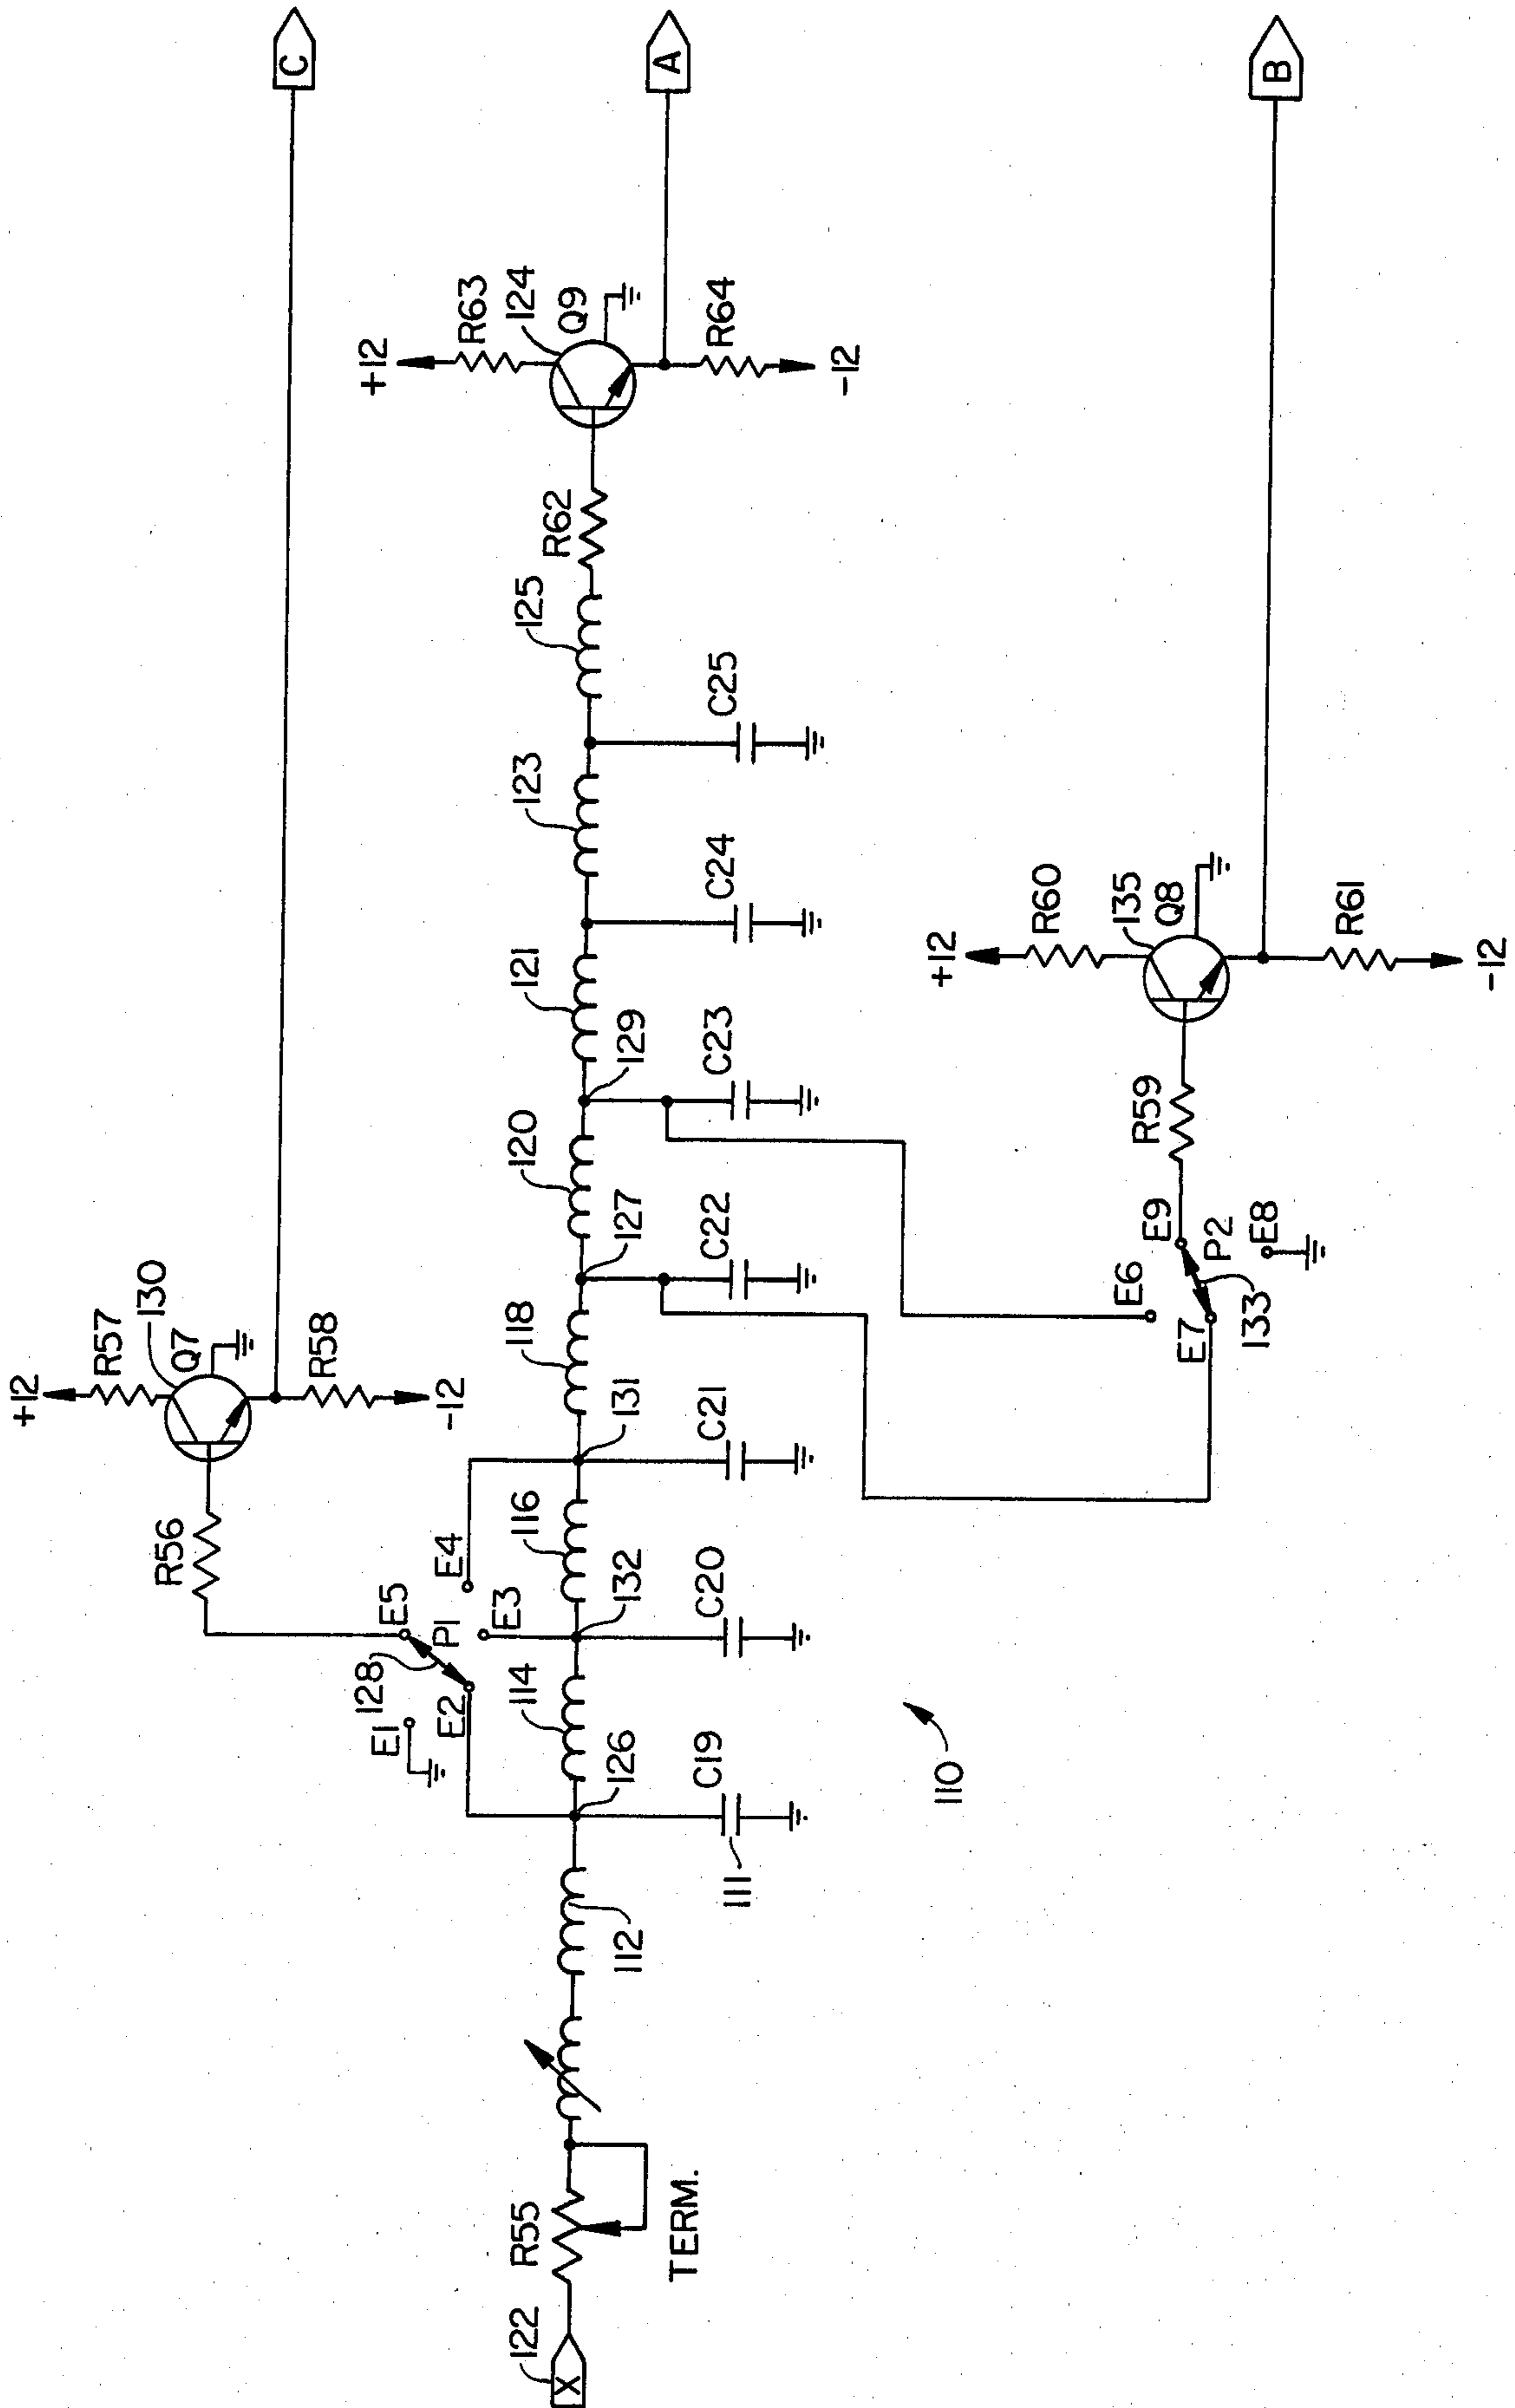 C
+12
R57
130
Q7
R58
-12
R56
E5
128
P1
E1
E2
E4
E3
+12
R63
124
Q9
R64
-12
A
X
122
R55
TERM.
112
126
114
132
116
131
118
127
120
129
121
123
125
R62
111
C19
C20
C21
C22
C23
C24
C25
110
E6
E7
133
E9
P2
E8
R59
+12
R60
135
Q8
R61
-12
B